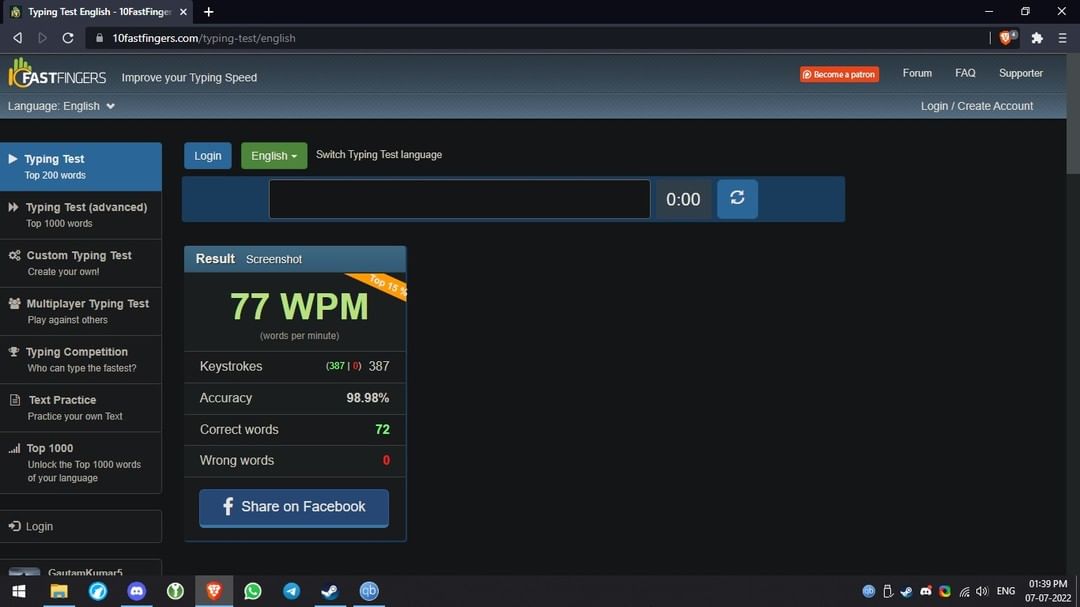 Typing Test English - 10FastFinger
10fastfingers.com/typing-test/english
4
FASTFINGERS Improve your Typing Speed
Become a patron Forum FAQ Supporter
Language: English
Login / Create Account
Typing Test
Top 200 words
Typing Test (advanced)
Top 1000 words
Custom Typing Test
Create your own!
Multiplayer Typing Test
Play against others
Typing Competition
Who can type the fastest?
Text Practice
Practice your own Text
Top 1000
Unlock the Top 1000 words
of your language
Login
GautamKumar5
Login English Switch Typing Test language
0:00
Result Screenshot
Top 15 %
77 WPM
(words per minute)
Keystrokes (387 | 0) 387
Accuracy 98.98%
Correct words 72
Wrong words 0
Share on Facebook
qb
qb
ENG
01:39 PM
07-07-2022